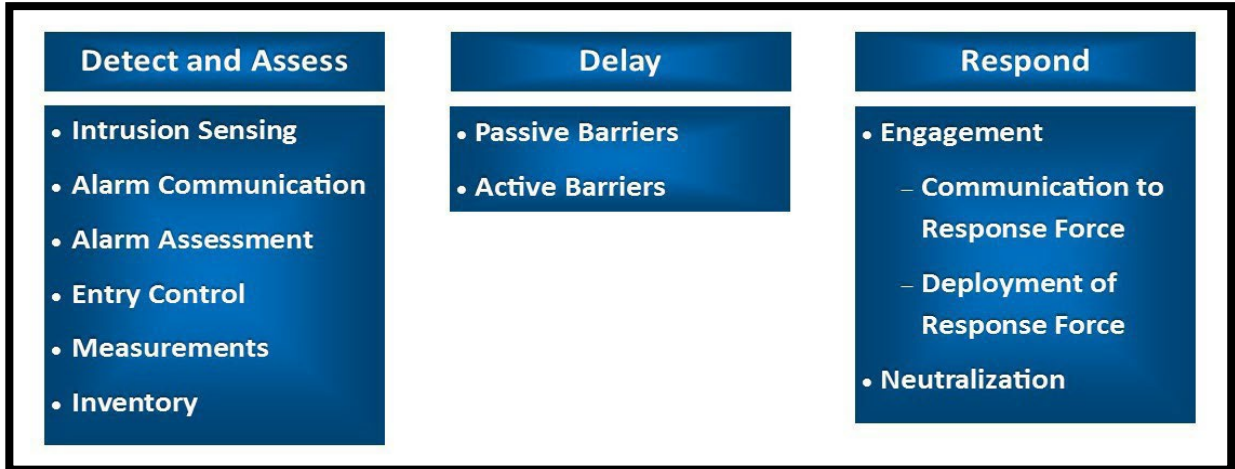 Detect and Assess
• Intrusion Sensing
• Alarm Communication
• Alarm Assessment
• Entry Control
• Measurements
• Inventory
Delay
• Passive Barriers
• Active Barriers
Respond
• Engagement
– Communication to
Response Force
– Deployment of
Response Force
• Neutralization